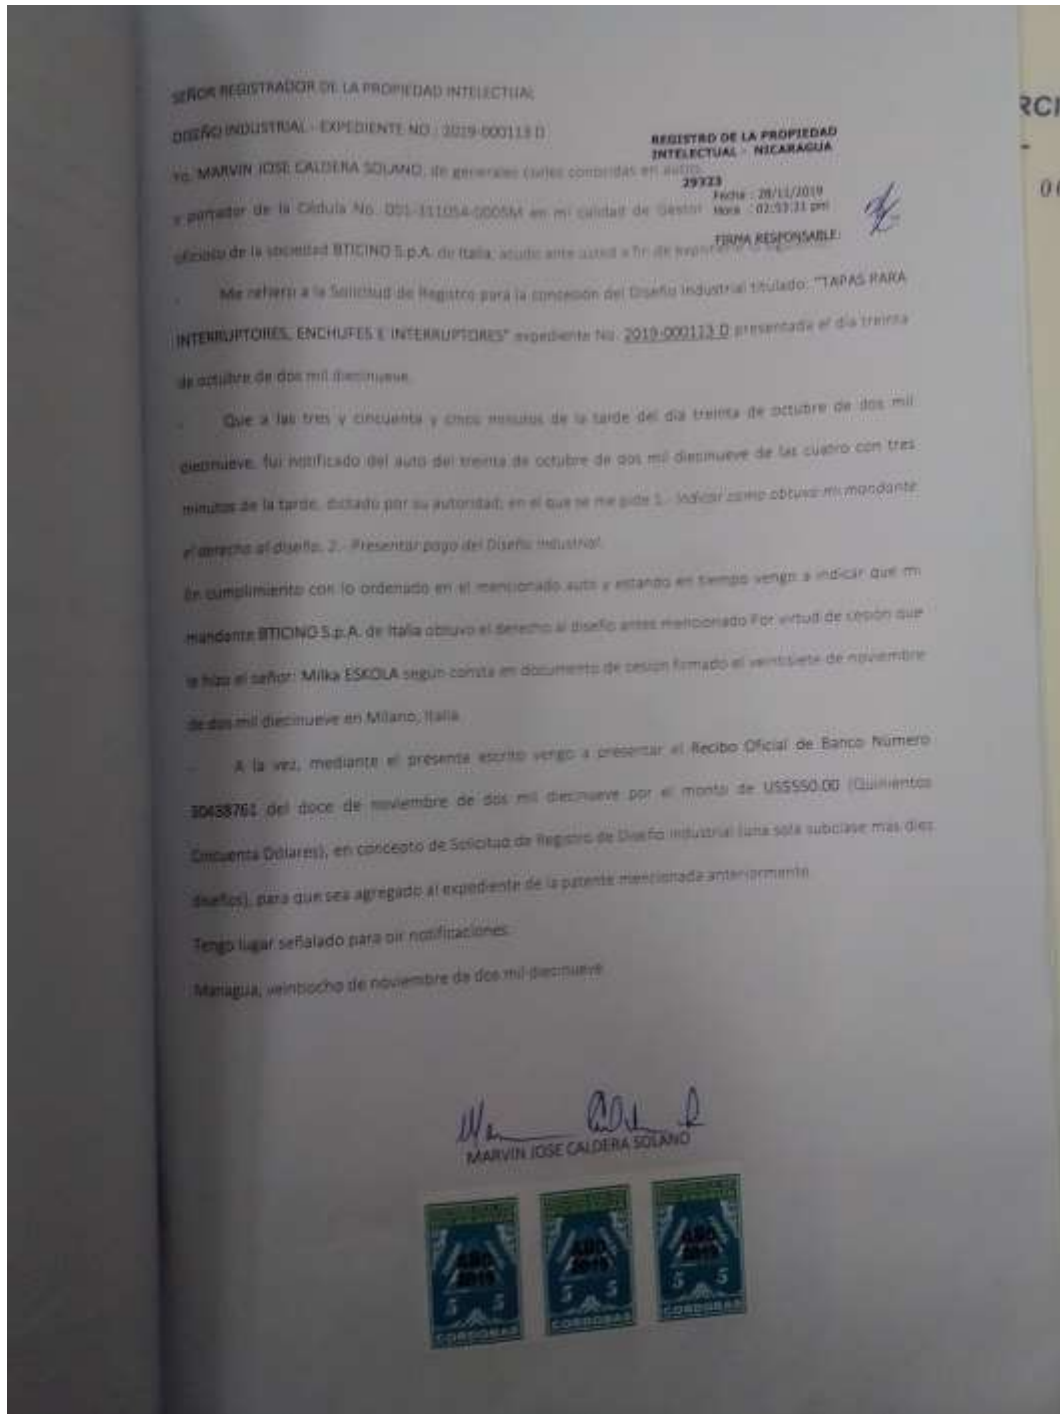 SEÑOR REGISTRADOR DE LA PROPIEDAD INTELECTUAL
DISEÑO INDUSTRIAL - EXPEDIENTE NO.: 2019-000113 D
REGISTRO DE LA PROPIEDAD
INTELECTUAL - NICARAGUA
29323
Fecha : 28/11/2019
Hora : 02:53:31 pm
FIRMA RESPONSABLE:
Yo, MARVIN JOSE CALDERA SOLANO, de generales civiles conocidas en autos,
y portador de la Cédula No. 001-311054-0005M en mi calidad de Gestor
oficioso de la sociedad BTICINO S.p.A. de Italia, acudo ante usted a fin de
Me refiero a la Solicitud de Registro para la concesión del Diseño Industrial titulado: "TAPAS PARA
INTERRUPTORES, ENCHUFES E INTERRUPTORES" expediente No. 2019-000113 D presentada el día treinta
de octubre de dos mil diecinueve.
Que a las tres y cincuenta y cinco minutos de la tarde del día treinta de octubre de dos mil
diecinueve, fui notificado del auto del treinta de octubre de dos mil diecinueve de las cuatro con tres
minutos de la tarde, dictado por su autoridad; en el que se me pide 1.- Indicar como obtuvo mi mandante
el derecho al diseño. 2.- Presentar pago del Diseño Industrial.
En cumplimiento con lo ordenado en el mencionado auto y estando en tiempo vengo a indicar que mi
mandante BTICINO S.p.A. de Italia obtuvo el derecho al diseño antes mencionado Por virtud de cesión que
le hizo el señor: Milka ESKOLA según consta en documento de cesión firmado el veintisiete de noviembre
de dos mil diecinueve en Milano, Italia.
- A la vez, mediante el presente escrito vengo a presentar el Recibo Oficial de Banco Número
30438761 del doce de noviembre de dos mil diecinueve por el monto de US$550.00 (Quinientos
Cincuenta Dólares), en concepto de Solicitud de Registro de Diseño Industrial (una sola subclase mas diez
diseños), para que sea agregado al expediente de la patente mencionada anteriormente.
Tengo lugar señalado para oír notificaciones.
Managua, veintiocho de noviembre de dos mil diecinueve.
MARVIN JOSE CALDERA SOLANO
AÑO 2019
5 5
CORDOBAS
AÑO 2019
5 5
CORDOBAS
AÑO 2019
5 5
CORDOBAS